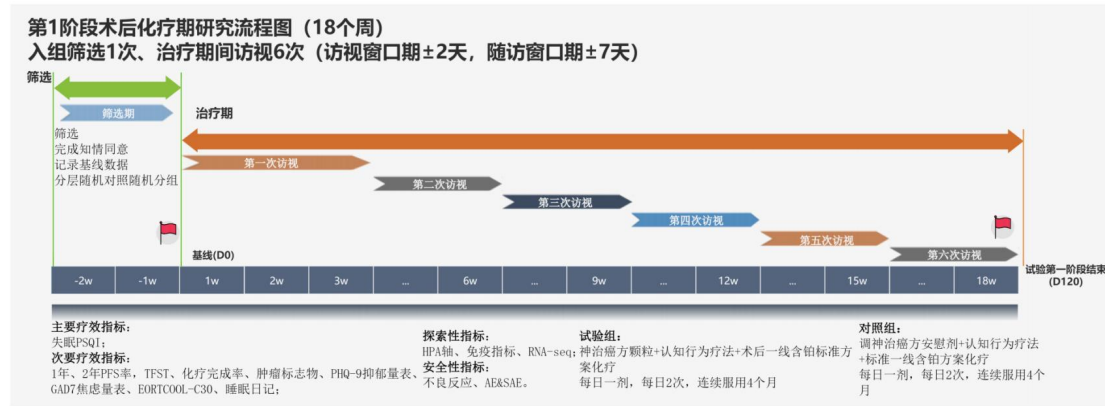 第1阶段术后化疗期研究流程图（18个周）
入组筛选1次、治疗期间访视6次（访视窗口期±2天，随访窗口期±7天）
筛选
筛选期
治疗期
筛选
完成知情同意
记录基线数据
分层随机对照随机分组
第一次访视
第二次访视
第三次访视
第四次访视
第五次访视
第六次访视
基线(D0)
-2w
-1w
1w
2w
3w
...
6w
...
9w
...
12w
...
15w
...
18w
试验第一阶段结束
(D120)
主要疗效指标：
失眠PSQI；
次要疗效指标：
1年、2年PFS率，TFST、化疗完成率、肿瘤标志物、PHQ-9抑郁量表、
GAD7焦虑量表、EORTCOOL-C30、睡眠日记；
探索性指标：
HPA轴、免疫指标、RNA-seq；
安全性指标：
不良反应、AE&SAE。
试验组：
神治癌方颗粒+认知行为疗法+术后一线含铂标准方
案化疗
每日一剂，每日2次，连续服用4个月
对照组：
调神治癌方安慰剂+认知行为疗法
+标准一线含铂方案化疗
每日一剂，每日2次，连续服用4个
月